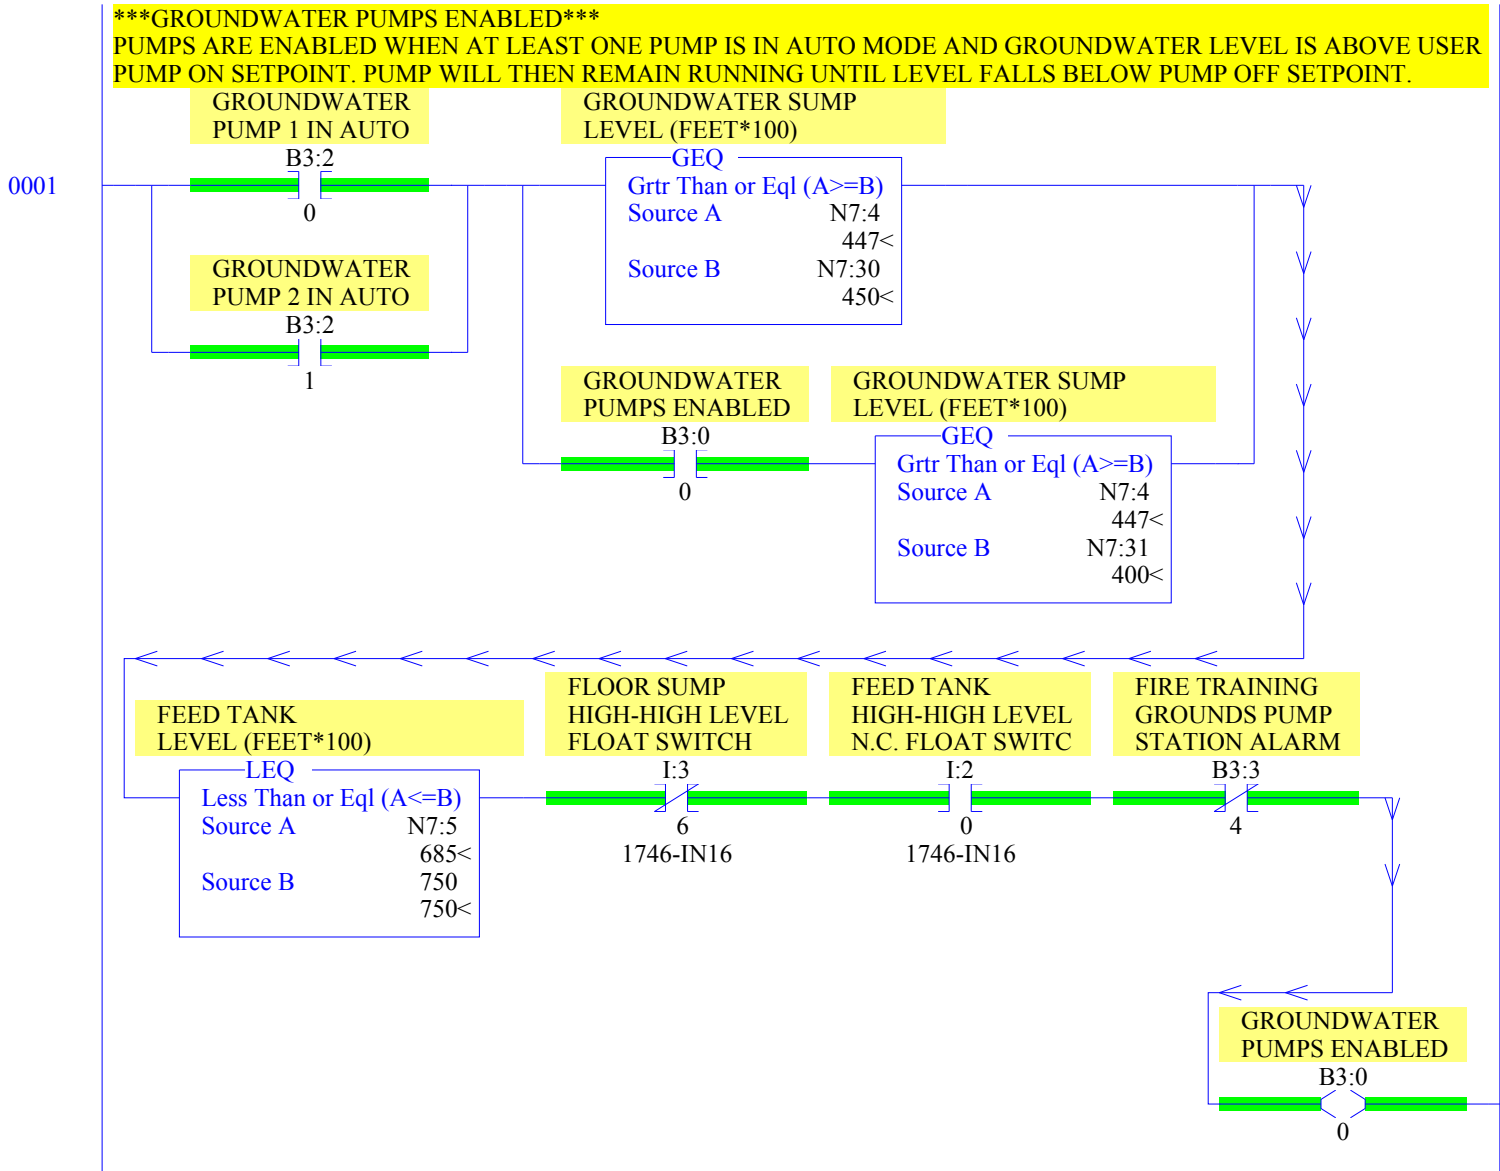 ***GROUNDWATER PUMPS ENABLED***
PUMPS ARE ENABLED WHEN AT LEAST ONE PUMP IS IN AUTO MODE AND GROUNDWATER LEVEL IS ABOVE USER
PUMP ON SETPOINT. PUMP WILL THEN REMAIN RUNNING UNTIL LEVEL FALLS BELOW PUMP OFF SETPOINT.
0001
GROUNDWATER
PUMP 1 IN AUTO
B3:2
0
GROUNDWATER
PUMP 2 IN AUTO
B3:2
1
GROUNDWATER SUMP
LEVEL (FEET*100)
GEQ
Grtr Than or Eql (A>=B)
Source A N7:4
447<
Source B N7:30
450<
GROUNDWATER
PUMPS ENABLED
B3:0
0
GROUNDWATER SUMP
LEVEL (FEET*100)
GEQ
Grtr Than or Eql (A>=B)
Source A N7:4
447<
Source B N7:31
400<
FEED TANK
LEVEL (FEET*100)
LEQ
Less Than or Eql (A<=B)
Source A N7:5
685<
Source B 750
750<
FLOOR SUMP
HIGH-HIGH LEVEL
FLOAT SWITCH
I:3
6
1746-IN16
FEED TANK
HIGH-HIGH LEVEL
N.C. FLOAT SWITC
I:2
0
1746-IN16
FIRE TRAINING
GROUNDS PUMP
STATION ALARM
B3:3
4
GROUNDWATER
PUMPS ENABLED
B3:0
0